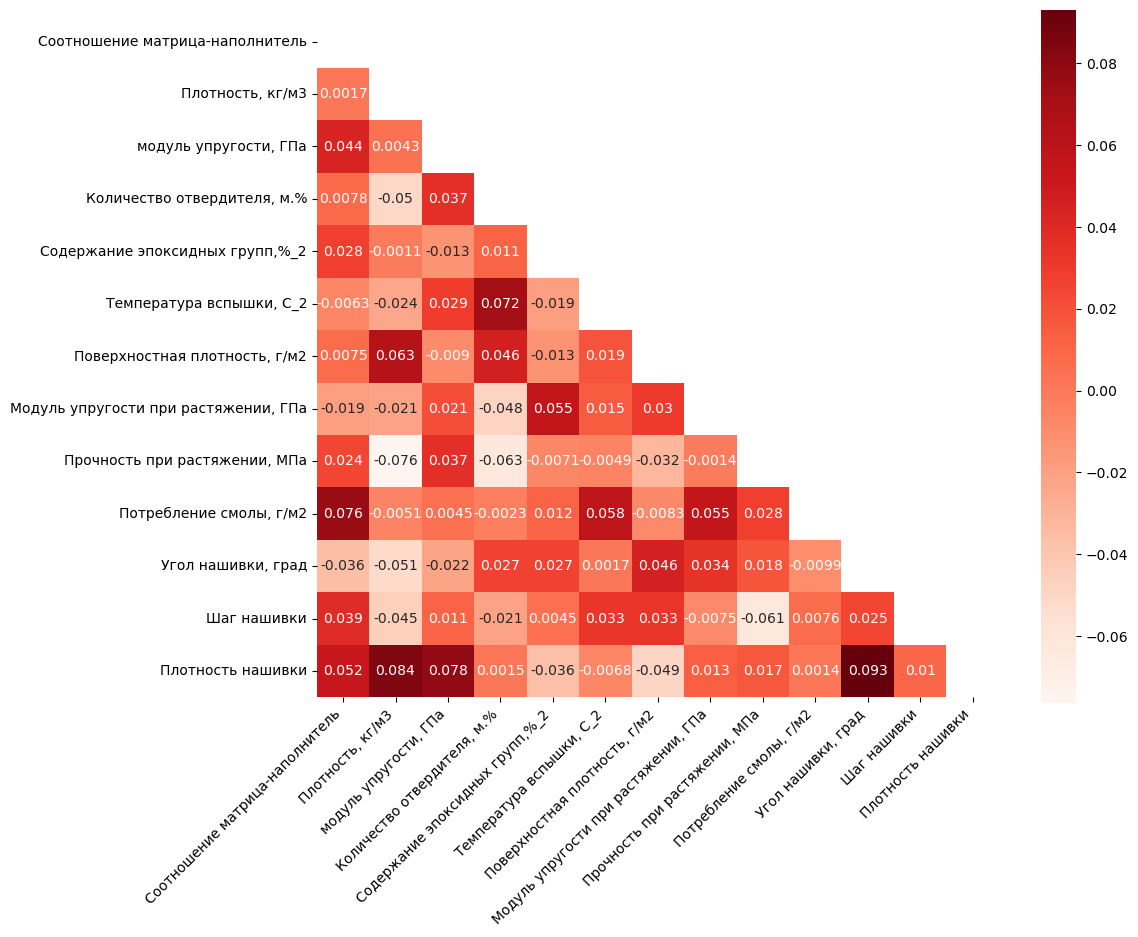 Соотношение матрица-наполнитель
0.08
Плотность, кг/м3 0.0017
0.06
модуль упругости, ГПа 0.044 0.0043
Количество отвердителя, м.% 0.0078 -0.05 0.037
0.04
Содержание эпоксидных групп,%_2 0.028 -0.0011 -0.013 0.011
0.02
Температура вспышки, С_2 -0.0063 -0.024 0.029 0.072 -0.019
Поверхностная плотность, г/м2 0.0075 0.063 -0.009 0.046 -0.013 0.019
0.00
Модуль упругости при растяжении, ГПа -0.019 -0.021 0.021 -0.048 0.055 0.015 0.03
-0.02
Прочность при растяжении, МПа 0.024 -0.076 0.037 -0.063 -0.0071 -0.0049 -0.032 -0.0014
Потребление смолы, г/м2 0.076 -0.0051 0.0045 -0.0023 0.012 0.058 -0.0083 0.055 0.028
-0.04
Угол нашивки, град -0.036 -0.051 -0.022 0.027 0.027 0.0017 0.046 0.034 0.018 -0.0099
Шаг нашивки 0.039 -0.045 0.011 -0.021 0.0045 0.033 0.033 -0.0075 -0.061 0.0076 0.025
-0.06
Плотность нашивки 0.052 0.084 0.078 0.0015 -0.036 -0.0068 -0.049 0.013 0.017 0.0014 0.093 0.01
Соотношение матрица-наполнитель
Плотность, кг/м3
модуль упругости, ГПа
Количество отвердителя, м.%
Содержание эпоксидных групп,%_2
Температура вспышки, С_2
Поверхностная плотность, г/м2
Модуль упругости при растяжении, ГПа
Прочность при растяжении, МПа
Потребление смолы, г/м2
Угол нашивки, град
Шаг нашивки
Плотность нашивки